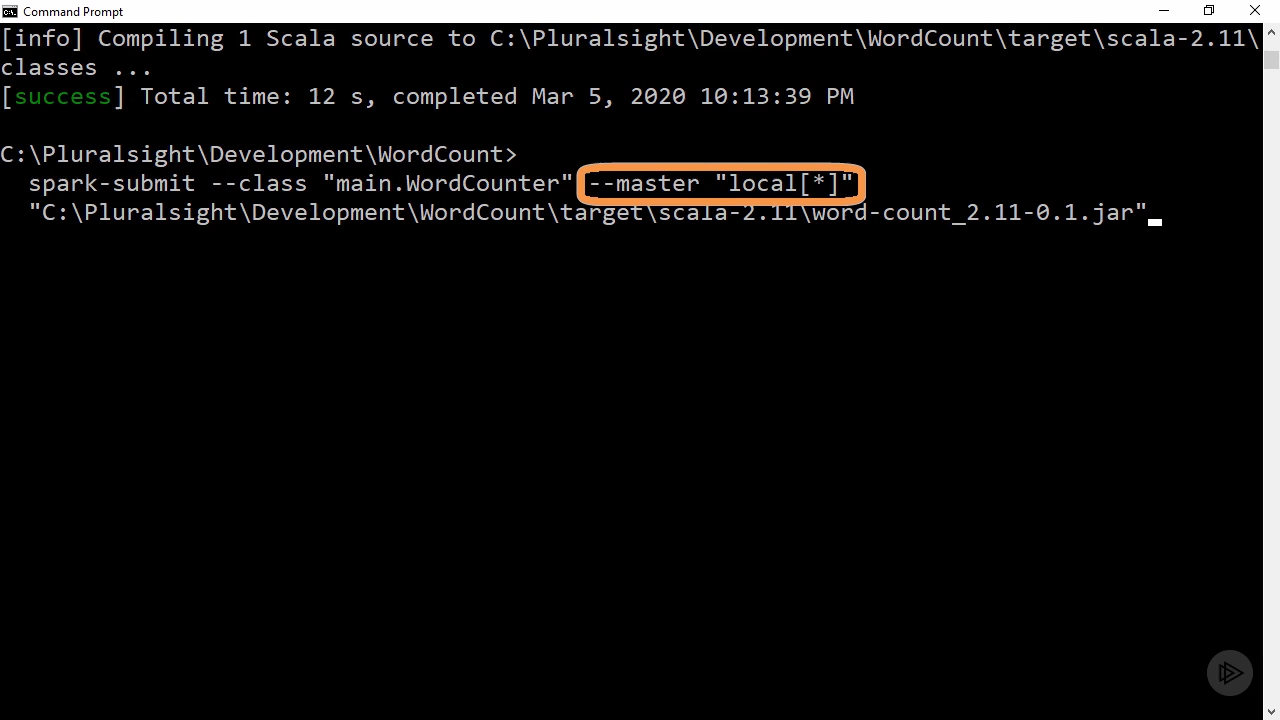 Command Prompt
[info] Compiling 1 Scala source to C:\Pluralsight\Development\WordCount\target\scala-2.11\
classes ...
[success] Total time: 12 s, completed Mar 5, 2020 10:13:39 PM
C:\Pluralsight\Development\WordCount>
spark-submit --class "main.WordCounter" --master "local[*]"
"C:\Pluralsight\Development\WordCount\target\scala-2.11\word-count_2.11-0.1.jar"